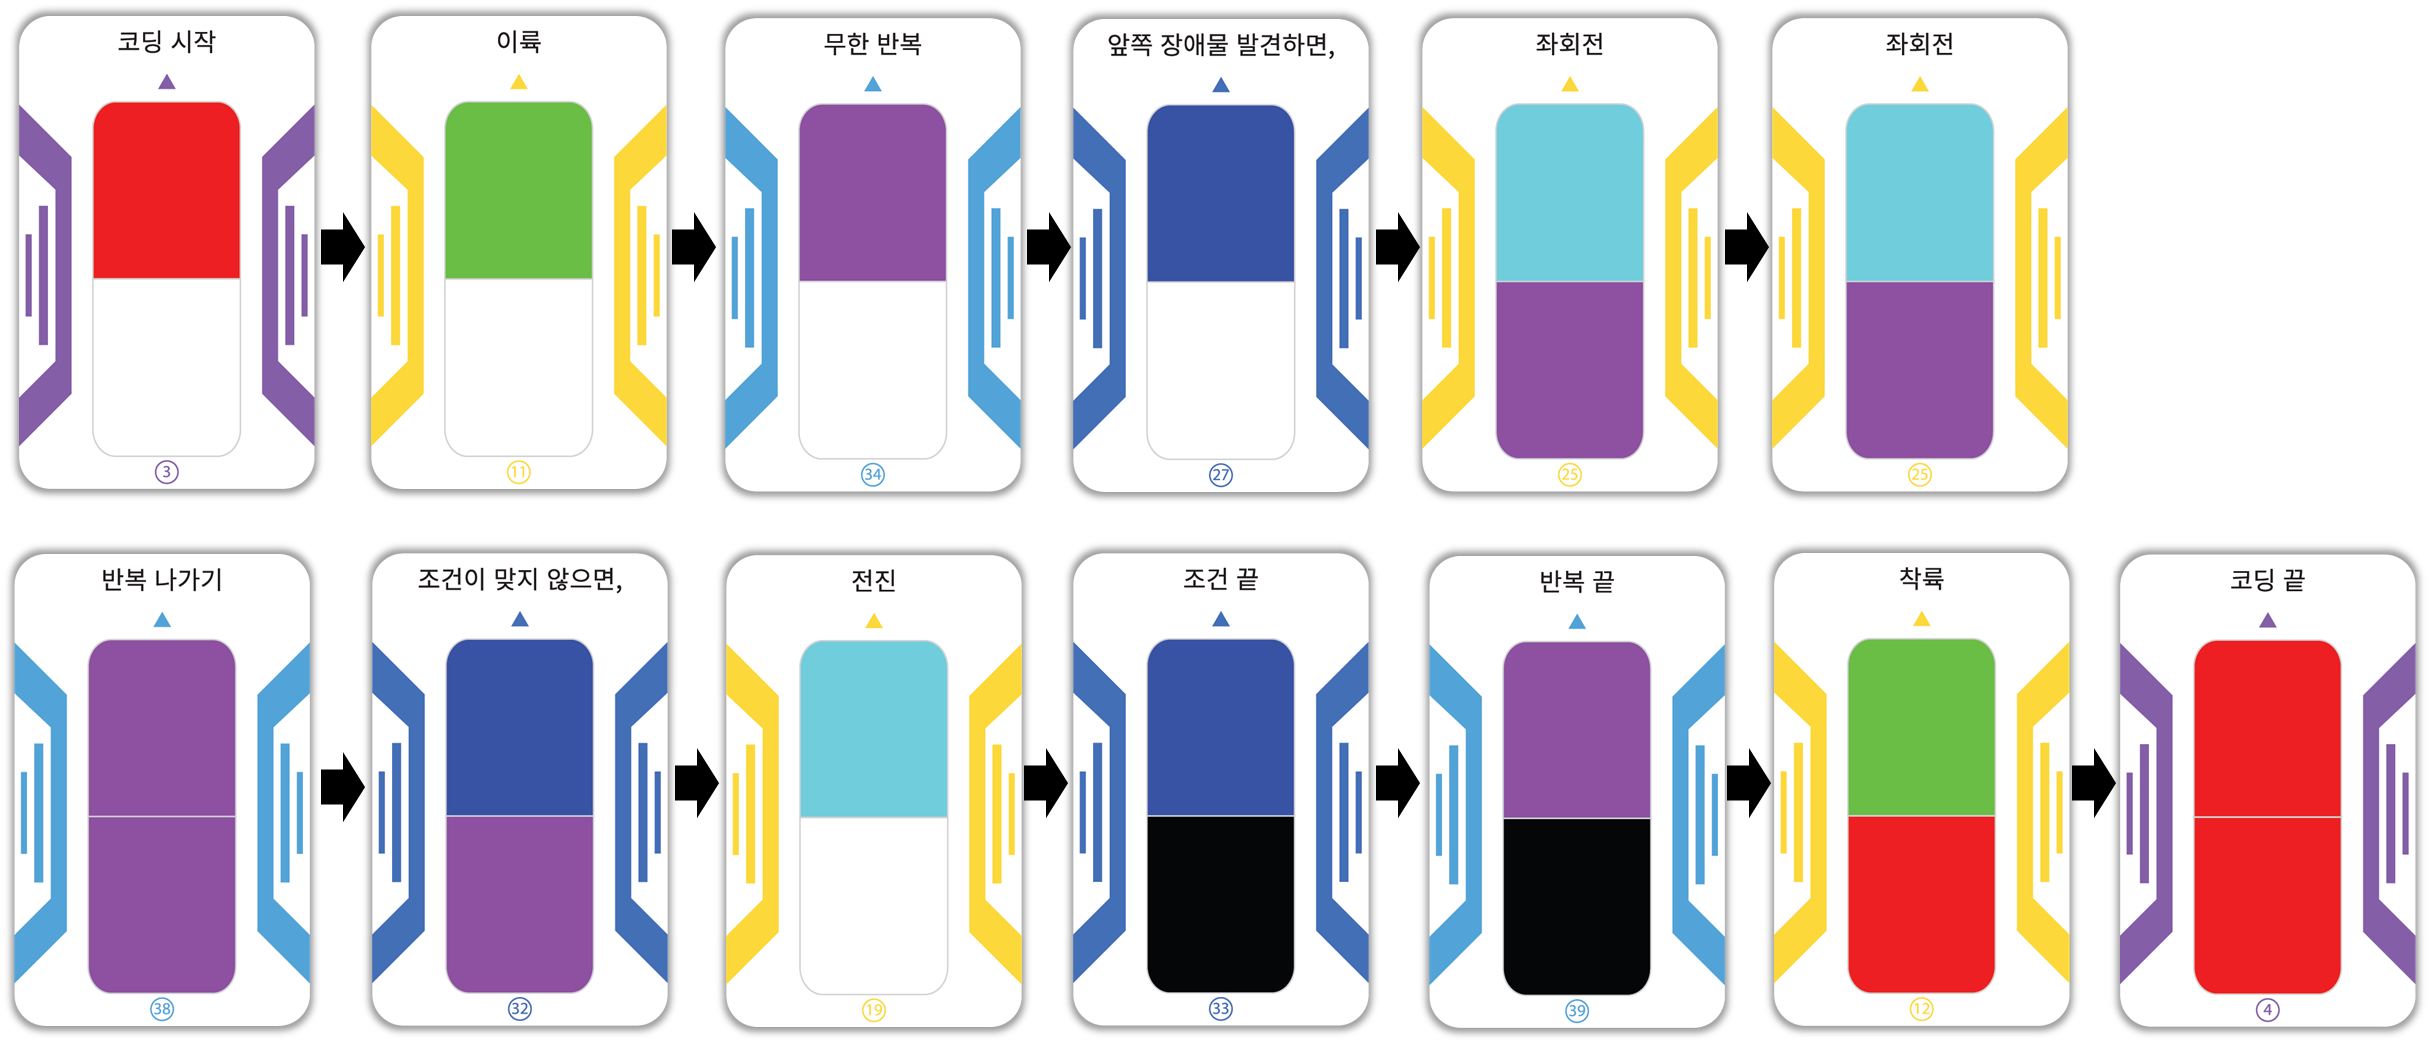 코딩 시작
이륙
무한 반복
앞쪽 장애물 발견하면,
좌회전
좌회전
3
11
34
27
25
25
반복 나가기
조건이 맞지 않으면,
전진
조건 끝
반복 끝
착륙
코딩 끝
38
32
19
33
39
12
4